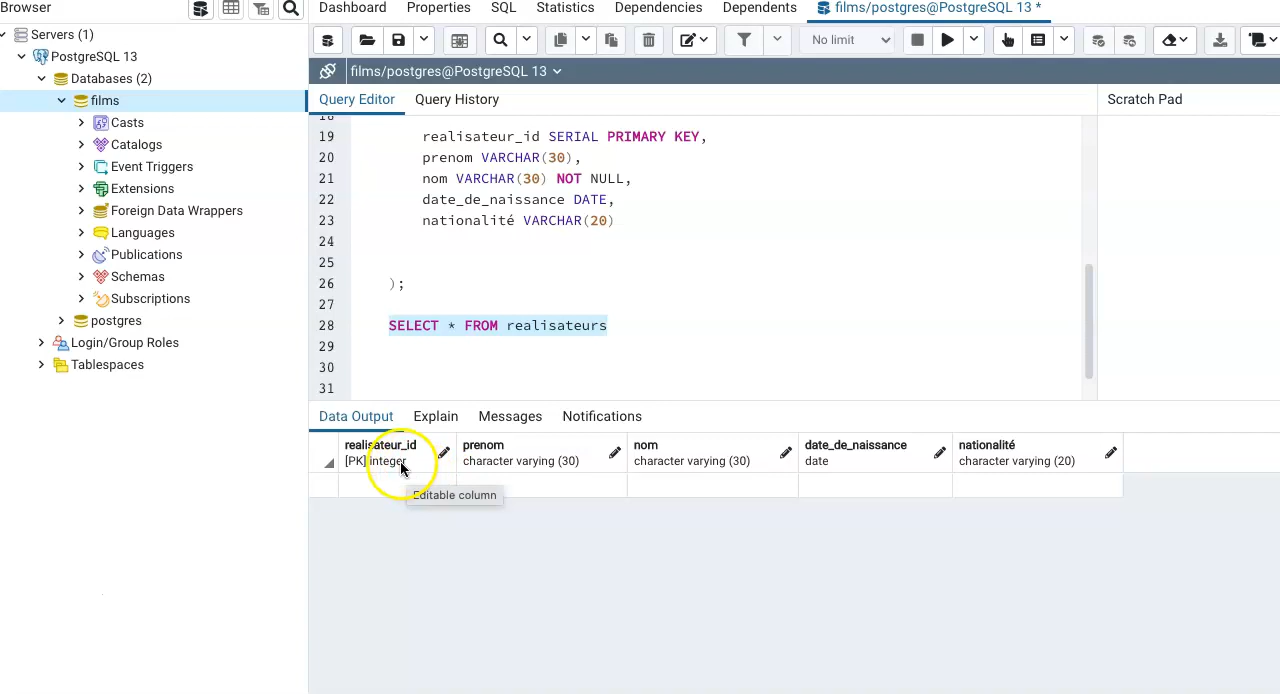 Browser
Dashboard Properties SQL Statistics Dependencies Dependents films/postgres@PostgreSQL 13 *
Servers (1)
PostgreSQL 13
Databases (2)
films
Casts
Catalogs
Event Triggers
Extensions
Foreign Data Wrappers
Languages
Publications
Schemas
Subscriptions
postgres
Login/Group Roles
Tablespaces
No limit
films/postgres@PostgreSQL 13
Query Editor Query History
Scratch Pad
18
19 realisateur_id SERIAL PRIMARY KEY,
20 prenom VARCHAR(30),
21 nom VARCHAR(30) NOT NULL,
22 date_de_naissance DATE,
23 nationalité VARCHAR(20)
24
25
26 );
27
28 SELECT * FROM realisateurs
29
30
31
Data Output Explain Messages Notifications
realisateur_id prenom nom date_de_naissance nationalité
[PK] integer character varying (30) character varying (30) date character varying (20)
Editable column